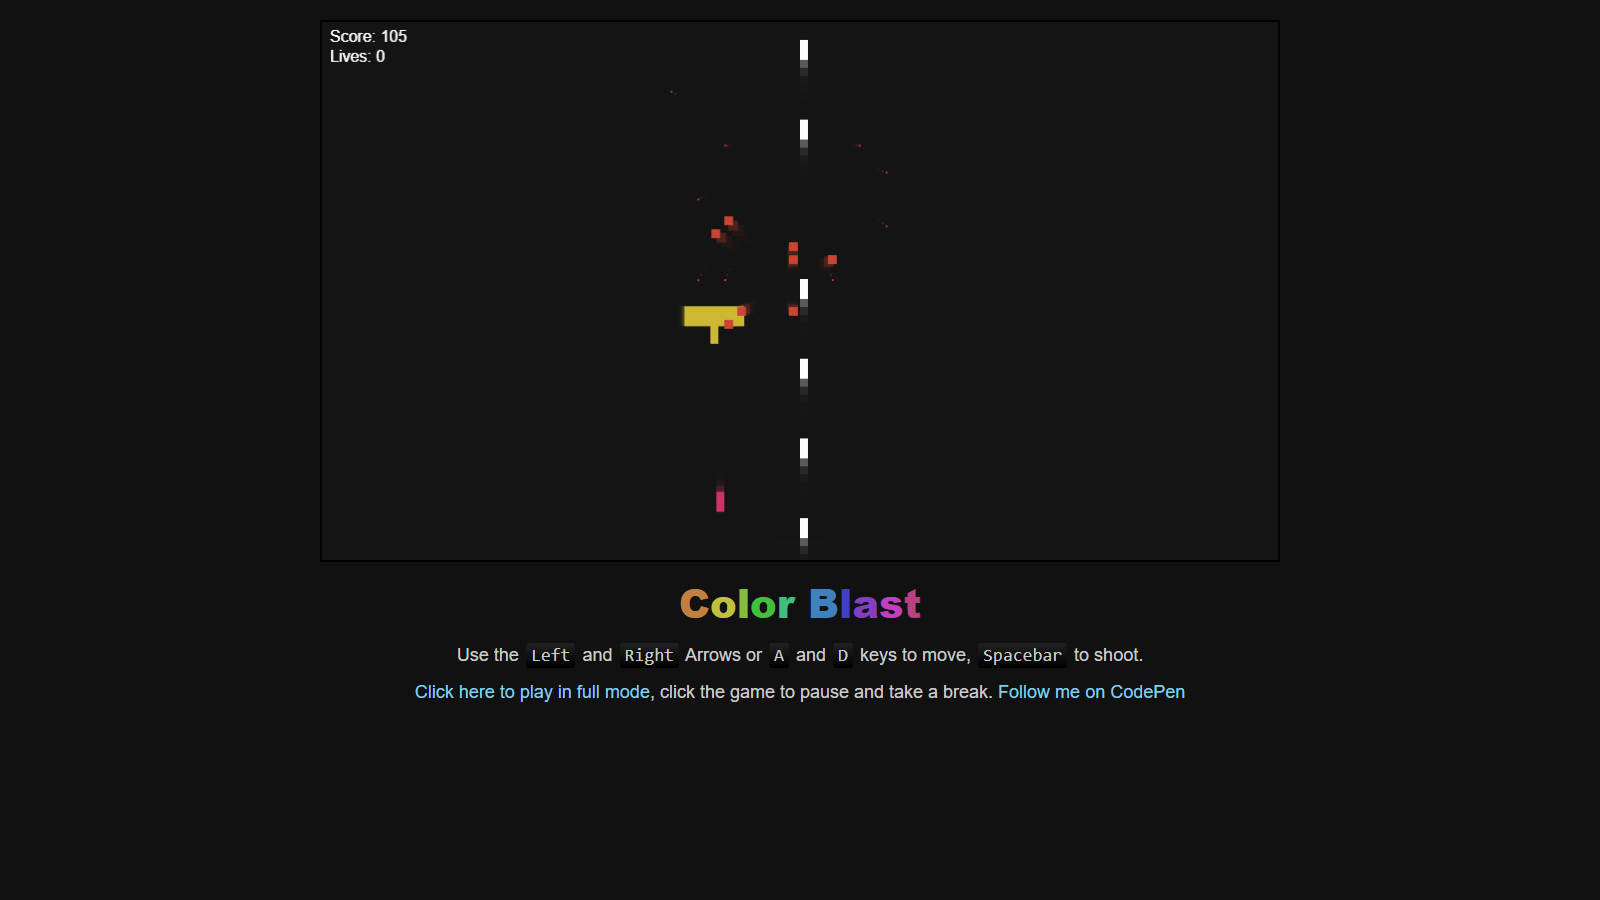 Score: 105
Lives: 0
Color Blast
Use the Left and Right Arrows or A and D keys to move, Spacebar to shoot.
Click here to play in full mode, click the game to pause and take a break. Follow me on CodePen